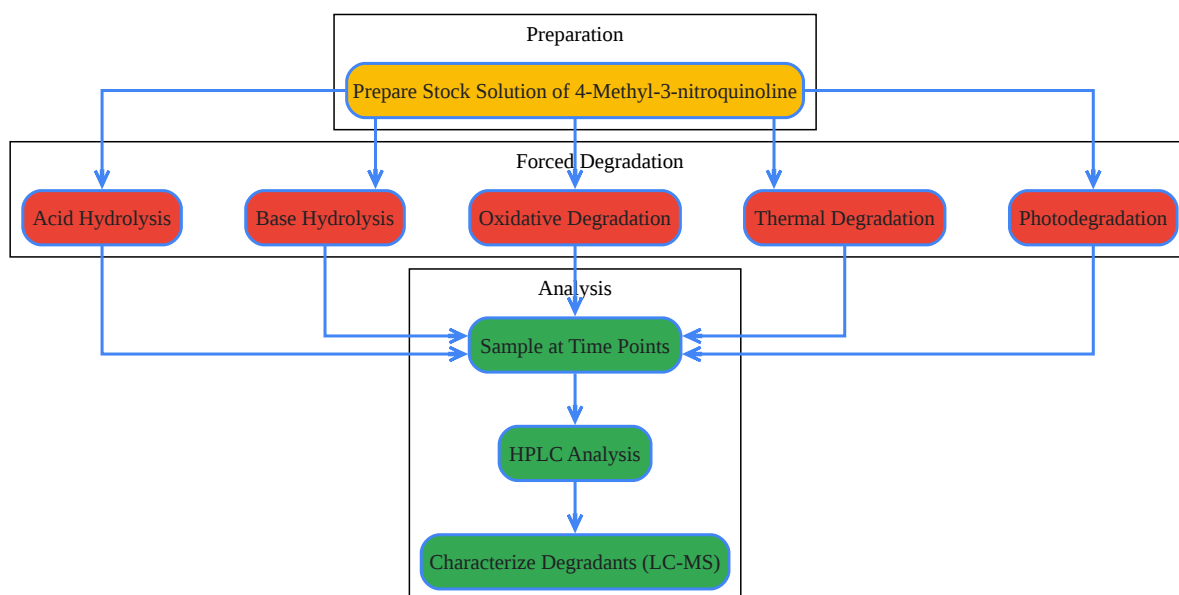 Preparation
Prepare Stock Solution of 4-Methyl-3-nitroquinoline
Forced Degradation
Acid Hydrolysis
Base Hydrolysis
Oxidative Degradation
Thermal Degradation
Photodegradation
Analysis
Sample at Time Points
HPLC Analysis
Characterize Degradants (LC-MS)